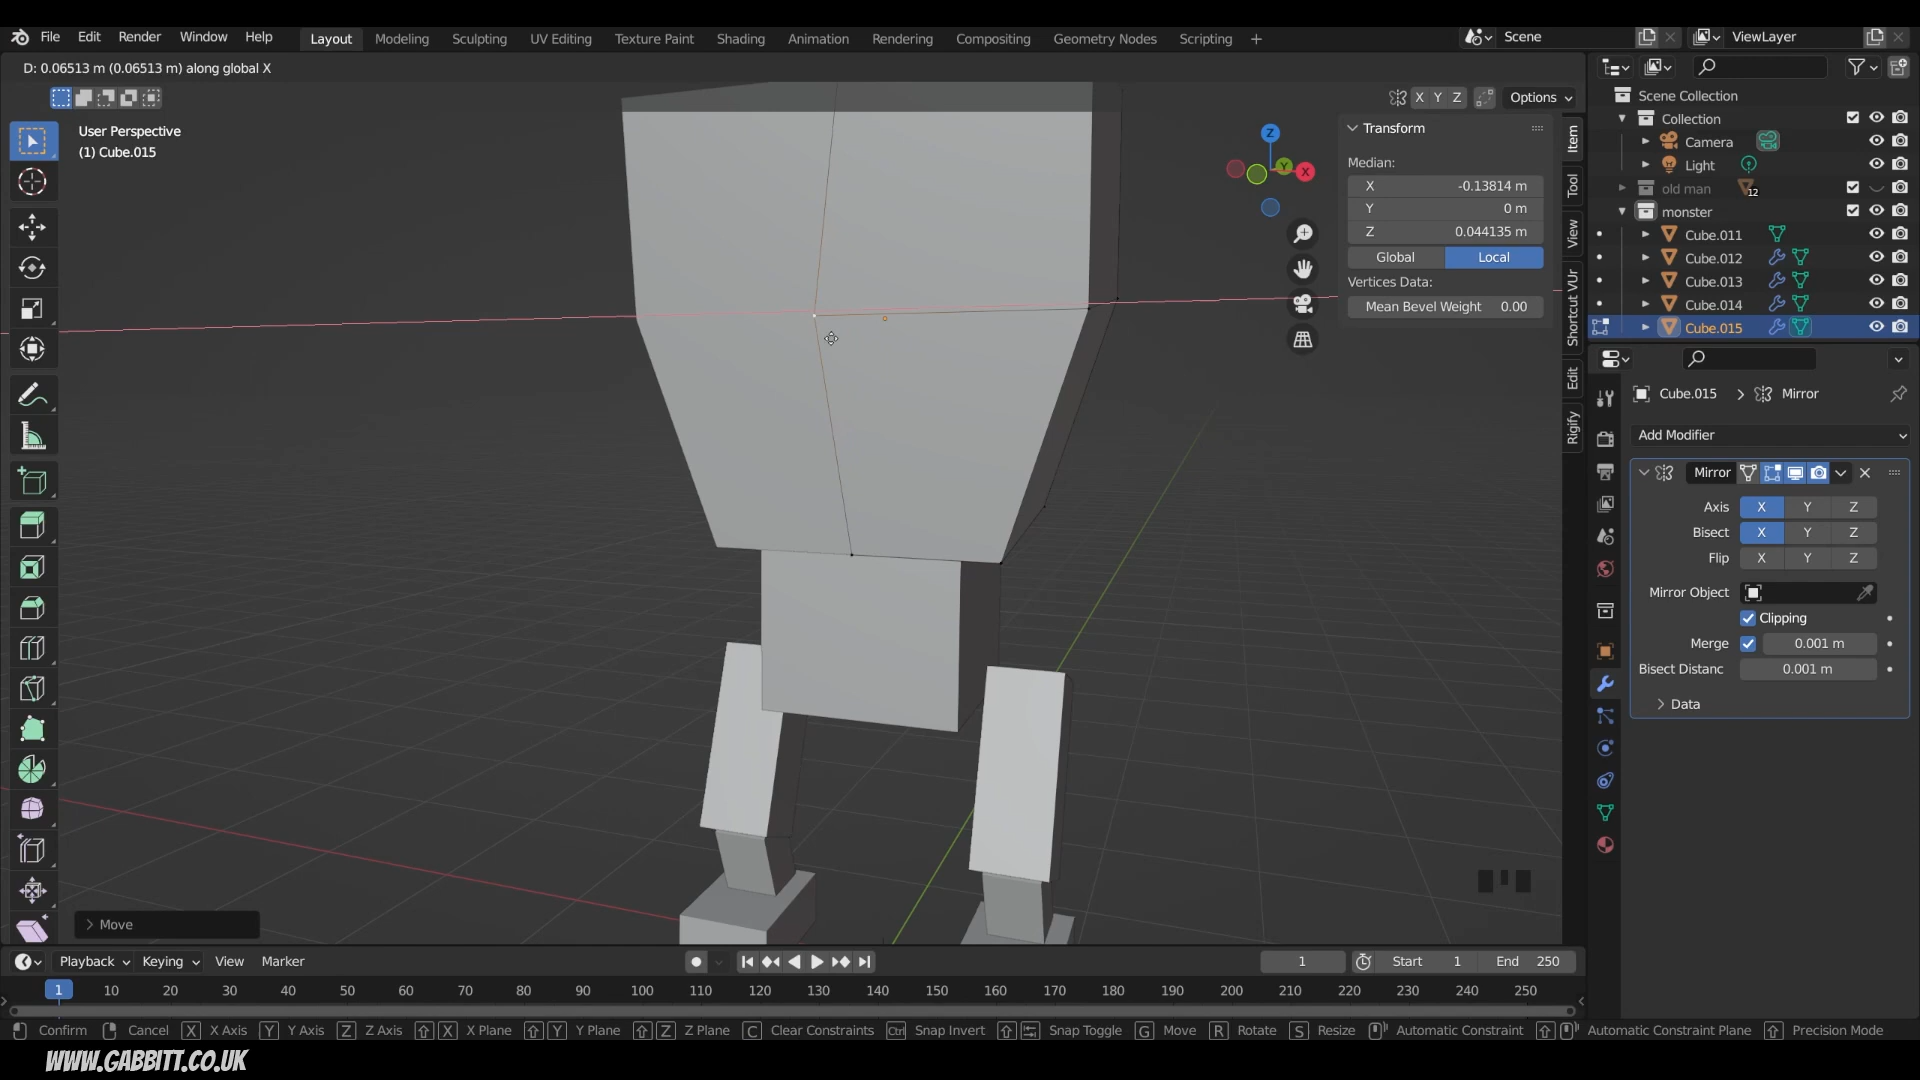 File Edit Render Window Help Layout Modeling Sculpting UV Editing Texture Paint Shading Animation Rendering Compositing Geometry Nodes Scripting + Scene ViewLayer
D: 0.06513 m (0.06513 m) along global X
X Y Z Options
User Perspective
(1) Cube.015
Z
Y
X
Transform
Median:
X -0.13814 m
Y 0 m
Z 0.044135 m
Global Local
Vertices Data:
Mean Bevel Weight 0.00
Item
Tool
View
Shortcut VUr
Edit
Rigify
Scene Collection
Collection
Camera
Light
old man 12
monster
Cube.011
Cube.012
Cube.013
Cube.014
Cube.015
Cube.015 > Mirror
Add Modifier
Mirror
Axis X Y Z
Bisect X Y Z
Flip X Y Z
Mirror Object
Clipping
Merge 0.001 m
Bisect Distanc 0.001 m
Data
Move
Playback Keying View Marker 1 Start 1 End 250
1 10 20 30 40 50 60 70 80 90 100 110 120 130 140 150 160 170 180 190 200 210 220 230 240 250
Confirm Cancel X X Axis Y Y Axis Z Z Axis X X Plane Y Y Plane Z Z Plane C Clear Constraints Ctrl Snap Invert Snap Toggle G Move R Rotate S Resize Automatic Constraint Automatic Constraint Plane Precision Mode
WWW.GABBITT.CO.UK